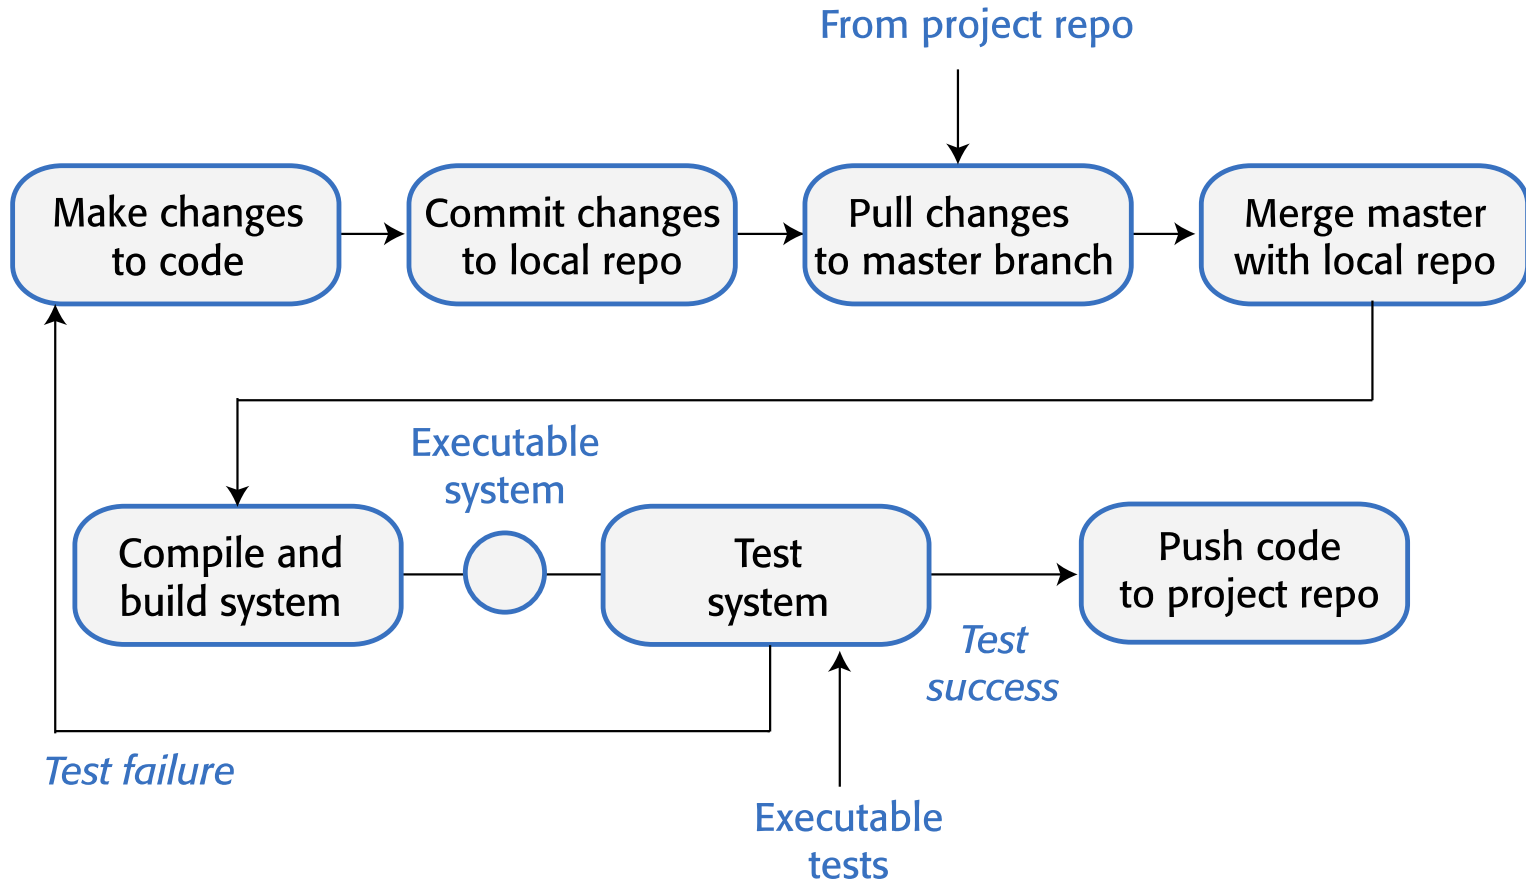 From project repo
Make changes
to code
Commit changes
to local repo
Pull changes
to master branch
Merge master
with local repo
Executable
system
Compile and
build system
Test
system
Push code
to project repo
Test
success
Test failure
Executable
tests